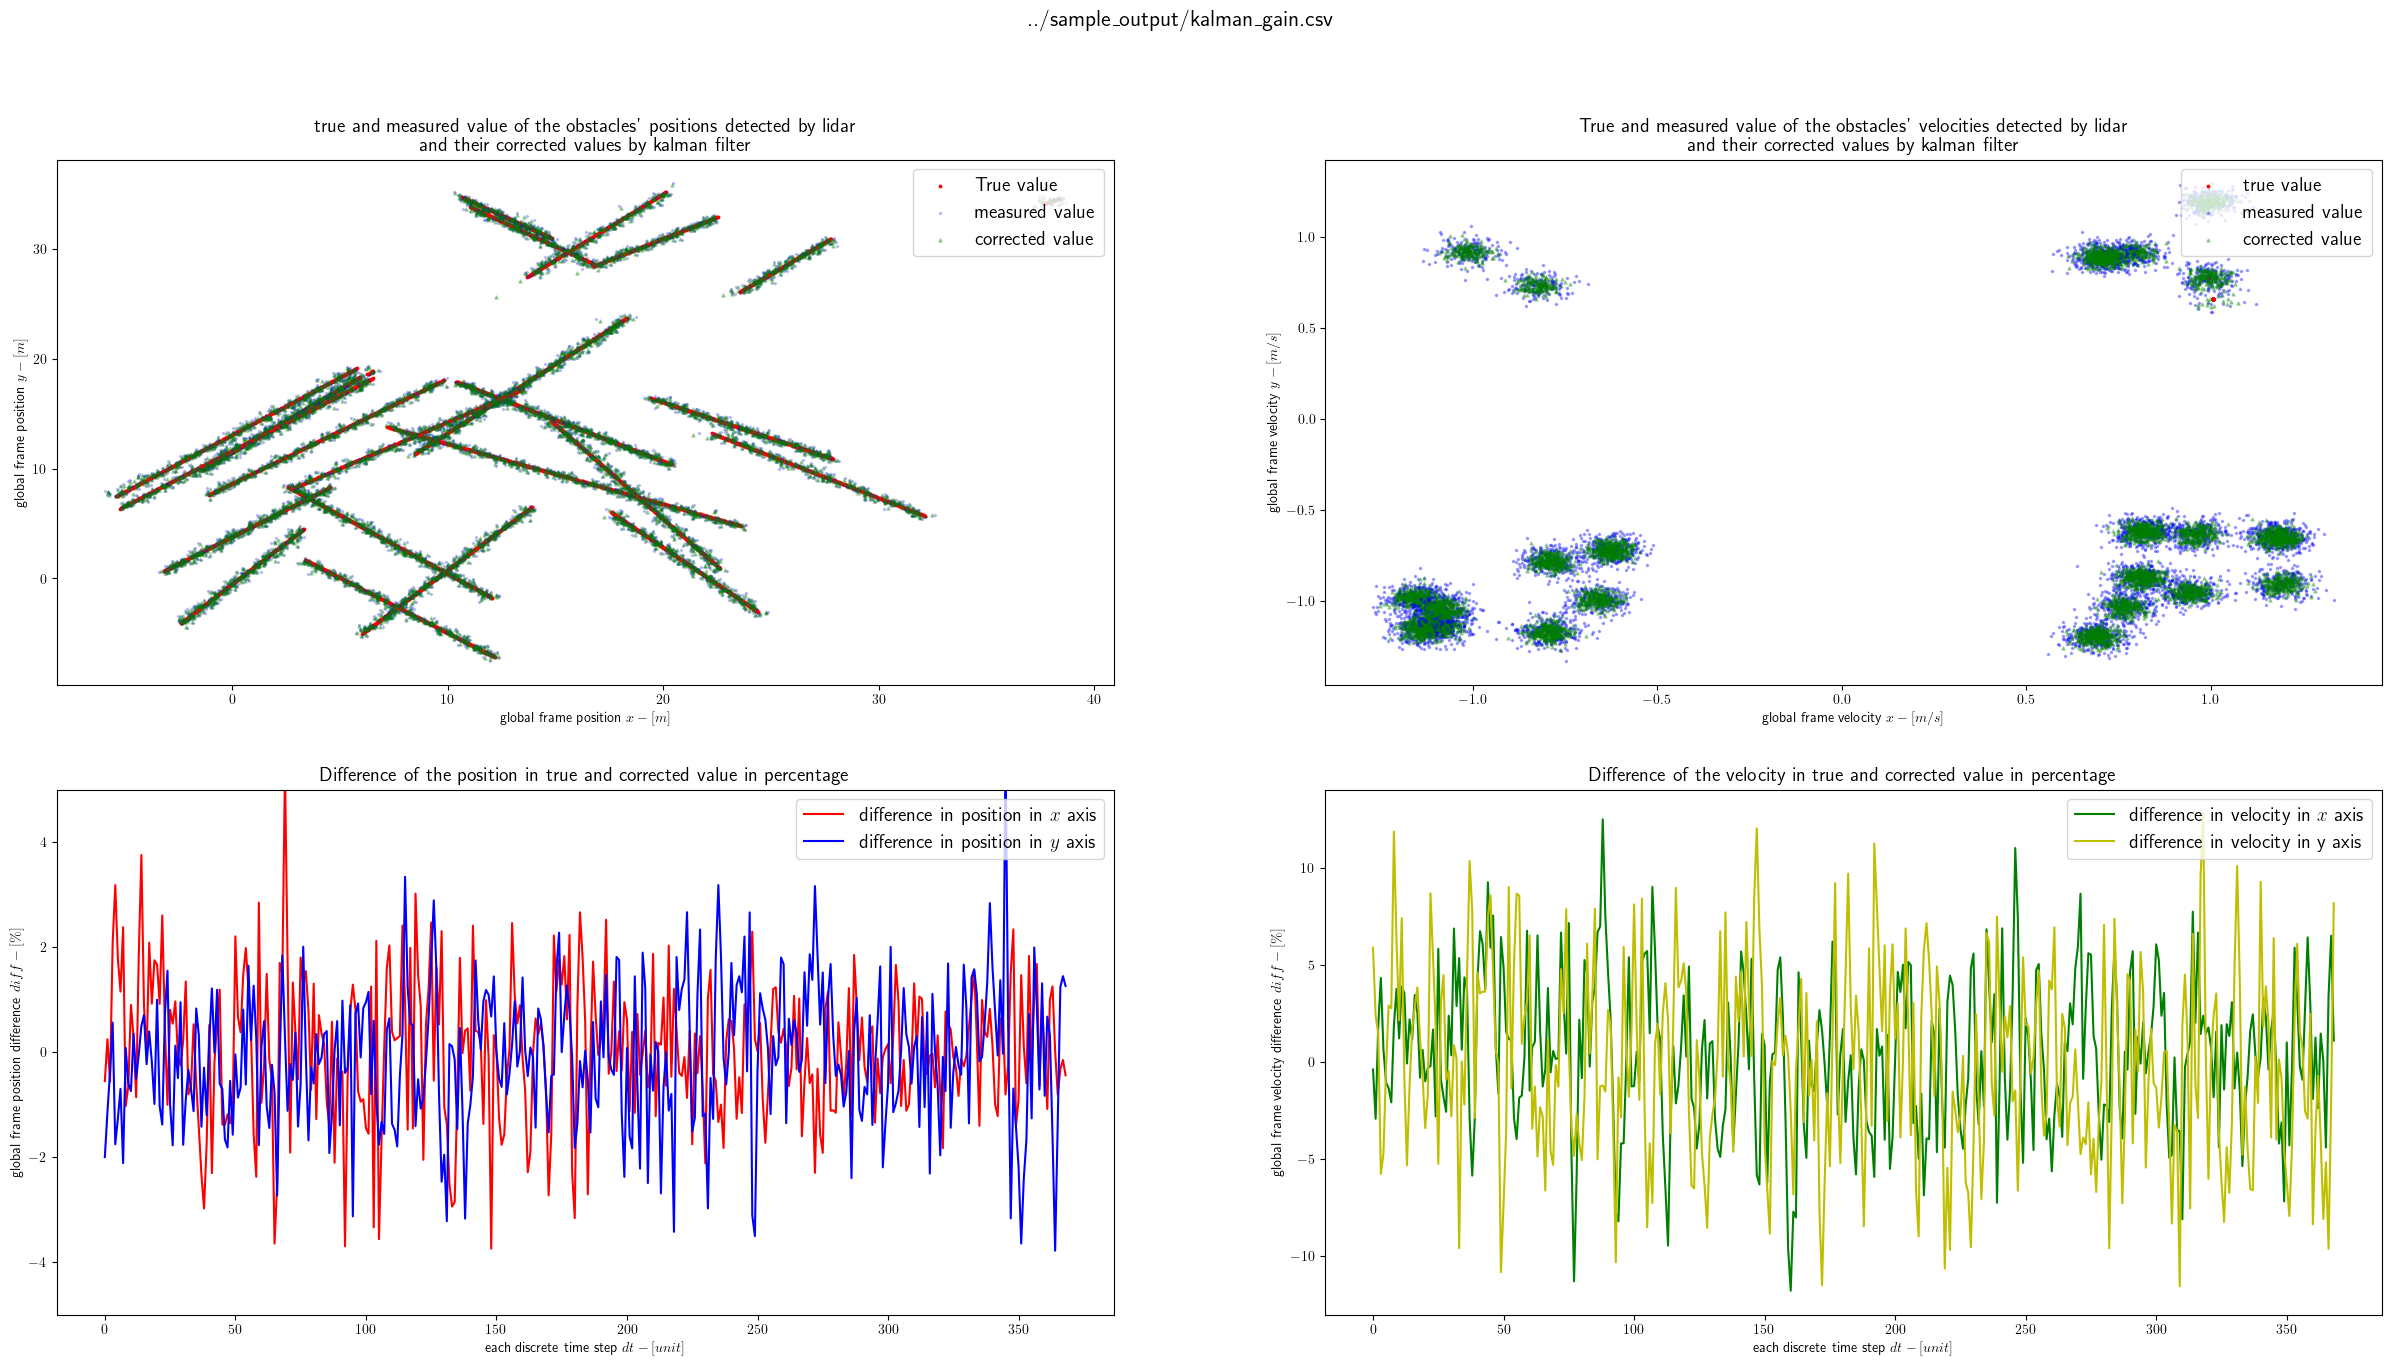 ../sample_output/kalman_gain.csv
true and measured value of the obstacles' positions detected by lidar
and their corrected values by kalman filter
True value
measured value
corrected value
30
20
10
0
global frame position y − [m]
0
10
20
30
40
global frame position x − [m]
True and measured value of the obstacles' velocities detected by lidar
and their corrected values by kalman filter
true value
measured value
corrected value
1.0
0.5
0.0
−0.5
−1.0
global frame velocity y − [m/s]
−1.0
−0.5
0.0
0.5
1.0
global frame velocity x − [m/s]
Difference of the position in true and corrected value in percentage
difference in position in x axis
difference in position in y axis
4
2
0
−2
−4
global frame position difference diff − [%]
0
50
100
150
200
250
300
350
each discrete time step dt − [unit]
Difference of the velocity in true and corrected value in percentage
difference in velocity in x axis
difference in velocity in y axis
10
5
0
−5
−10
global frame velocity difference diff − [%]
0
50
100
150
200
250
300
350
each discrete time step dt − [unit]